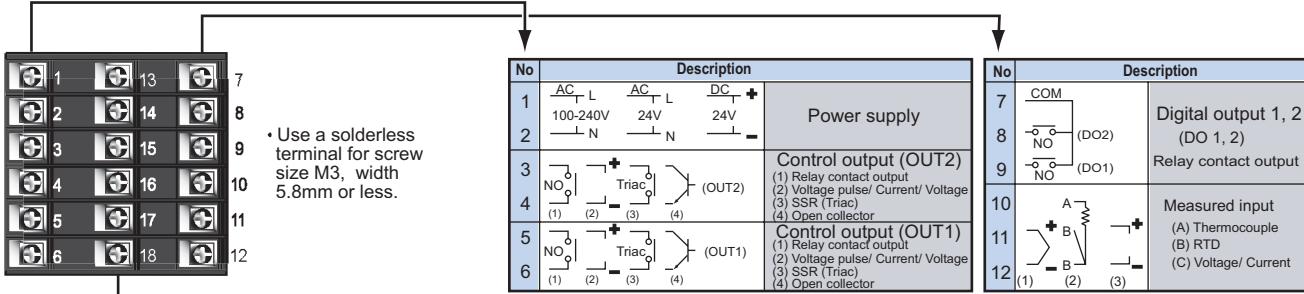 1 13 7
2 14 8
3 15 9
4 16 10
5 17 11
6 18 12
• Use a solderless
terminal for screw
size M3, width
5.8mm or less.
No Description
1 AC L AC L DC +
100-240V 24V 24V
2 N N −
Power supply
3 NO + Triac
4 − (OUT2)
(1) (2) (3) (4)
Control output (OUT2)
(1) Relay contact output
(2) Voltage pulse/ Current/ Voltage
(3) SSR (Triac)
(4) Open collector
5 NO + Triac
6 − (OUT1)
(1) (2) (3) (4)
Control output (OUT1)
(1) Relay contact output
(2) Voltage pulse/ Current/ Voltage
(3) SSR (Triac)
(4) Open collector
No Description
7 COM
8 NO (DO2)
9 NO (DO1)
Digital output 1, 2
(DO 1, 2)
Relay contact output
10 A
11 + B +
12 − B −
(1) (2) (3)
Measured input
(A) Thermocouple
(B) RTD
(C) Voltage/ Current